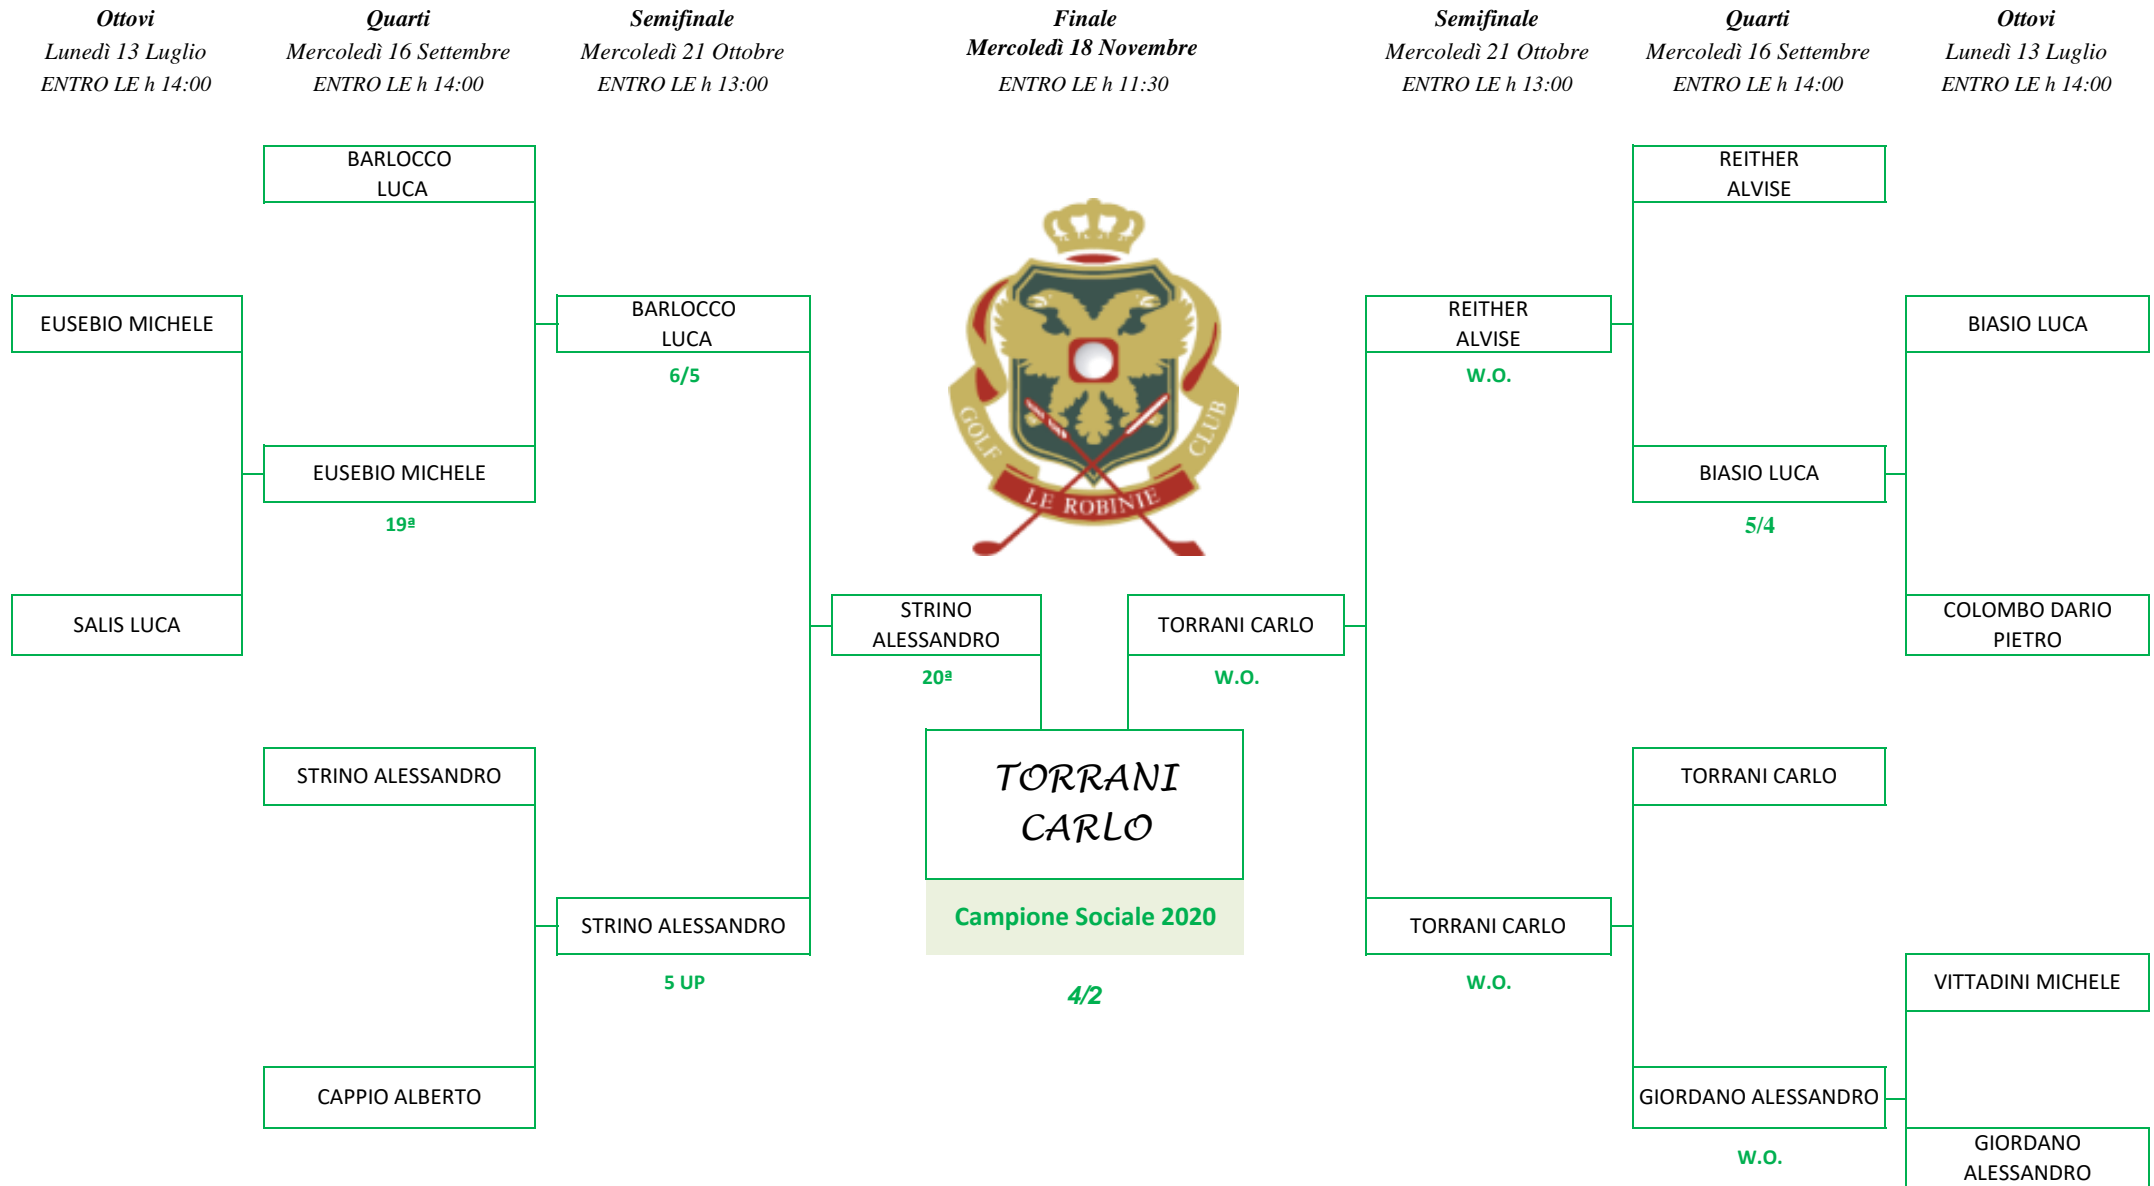 Ottovi
Lunedì 13 Luglio
ENTRO LE h 14:00
Quarti
Mercoledì 16 Settembre
ENTRO LE h 14:00
Semifinale
Mercoledì 21 Ottobre
ENTRO LE h 13:00
Finale
Mercoledì 18 Novembre
ENTRO LE h 11:30
Semifinale
Mercoledì 21 Ottobre
ENTRO LE h 13:00
Quarti
Mercoledì 16 Settembre
ENTRO LE h 14:00
Ottovi
Lunedì 13 Luglio
ENTRO LE h 14:00
EUSEBIO MICHELE
SALIS LUCA
BARLOCCO
LUCA
EUSEBIO MICHELE
19ª
STRINO ALESSANDRO
CAPPIO ALBERTO
BARLOCCO
LUCA
6/5
STRINO ALESSANDRO
5 UP
STRINO
ALESSANDRO
20ª
GOLF CLUB
LE ROBINIE
TORRANI
CARLO
Campione Sociale 2020
4/2
TORRANI CARLO
W.O.
REITHER
ALVISE
W.O.
TORRANI CARLO
W.O.
REITHER
ALVISE
BIASIO LUCA
5/4
TORRANI CARLO
GIORDANO ALESSANDRO
W.O.
BIASIO LUCA
COLOMBO DARIO
PIETRO
VITTADINI MICHELE
GIORDANO
ALESSANDRO